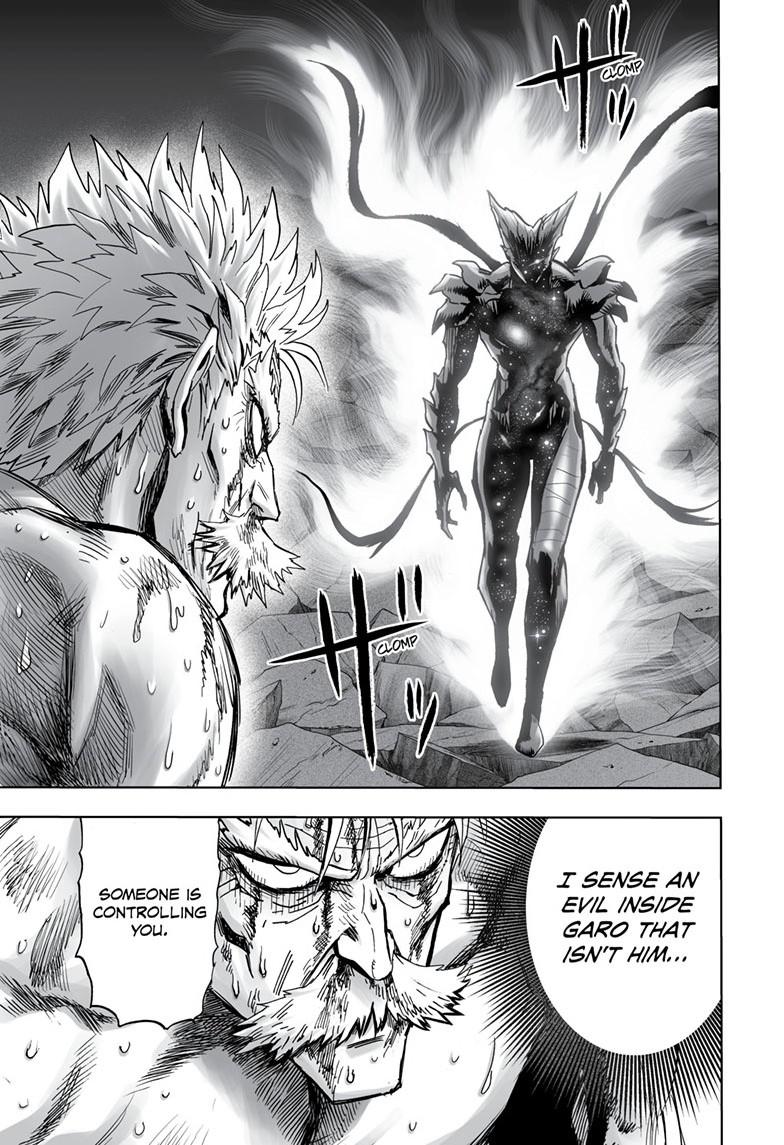 ザッ
CLOMP
ザッ
CLOMP
I SENSE AN
EVIL INSIDE
GARO THAT
ISN'T HIM...
SOMEONE IS
CONTROLLING
YOU.